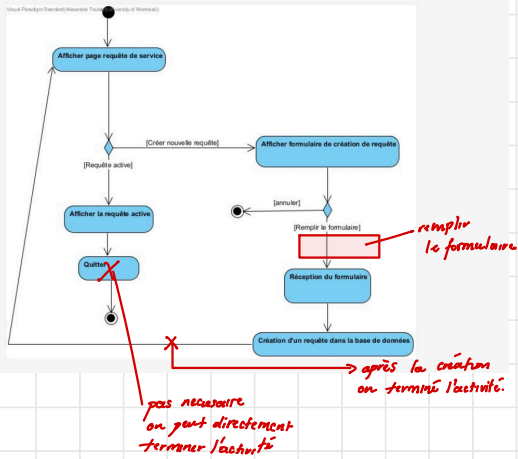 Visual Paradigm Standard(Alexandre Toutant(University of Montreal))
Afficher page requête de service
[Créer nouvelle requête]
Afficher formulaire de création de requête
[Requête active]
[annuler]
Afficher la requête active
[Remplir le formulaire]
remplir
le formulaire
Quitter
Réception du formulaire
Création d'un requête dans la base de données
après la création
on terminé l'activité.
pas necessaire
on peut directement
terminer l'activité